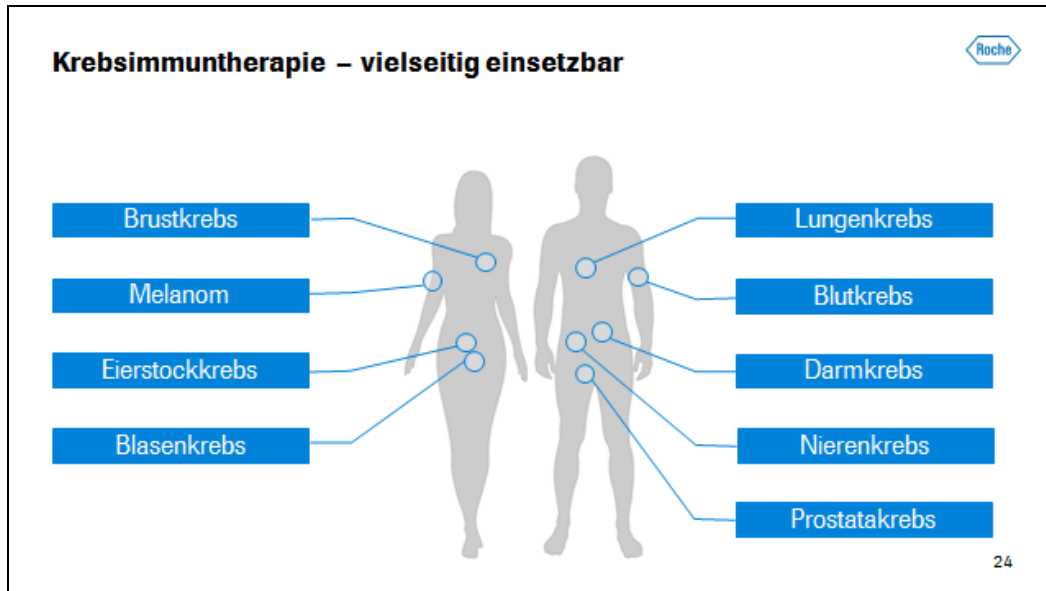 Krebsimmuntherapie – vielseitig einsetzbar
Roche
Brustkrebs
Melanom
Eierstockkrebs
Blasenkrebs
Lungenkrebs
Blutkrebs
Darmkrebs
Nierenkrebs
Prostatakrebs
24